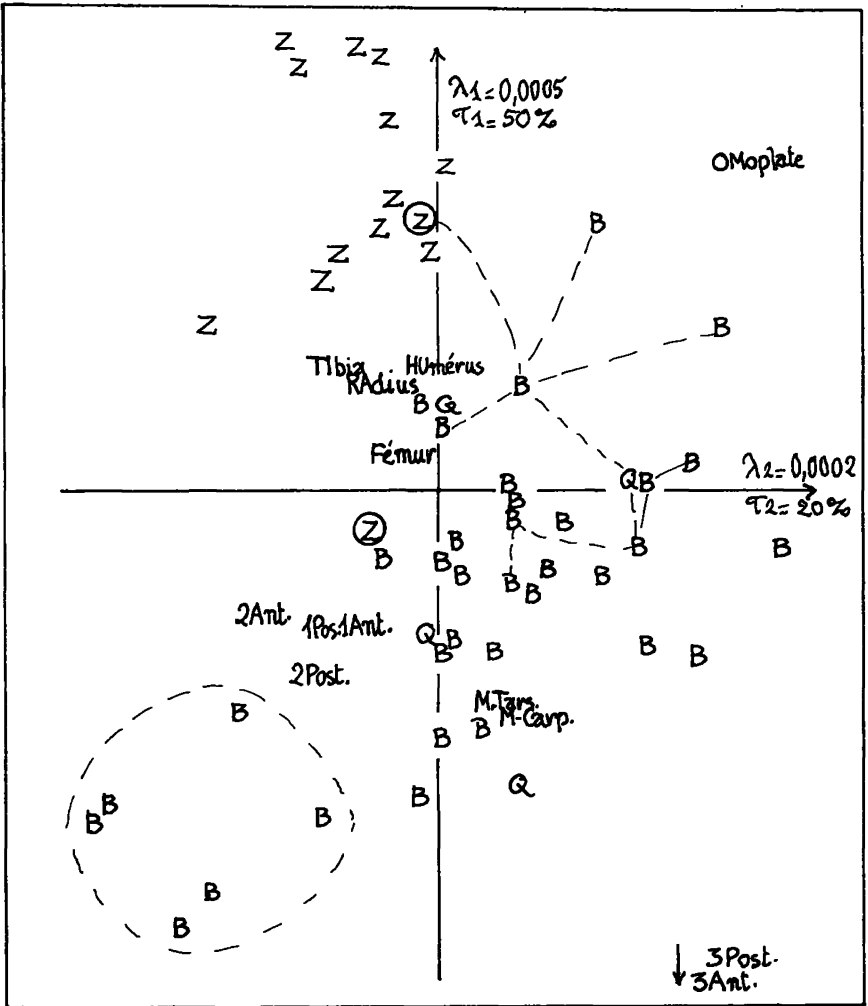 Z Z Z
Z
λ1=0,0005
τ1=50%
Z
Z
OMoplate
Z
Z
Z
B
Z
Z
Z
Z
B
TIbia HUmérus
RAdius
B
B Q
B
Fémur
B
λ2=0,0002
Q B
B
τ2=20%
B
B
B
Z
B
B
B
B
B
B
B
B
B
B
B
2Ant. 1Pos.1Ant.
Q B
B
B
B
B
2Post.
M.Tars.
M-Carp.
B
B
B
Q
B
B
B
B
B
B
3Post.
3Ant.